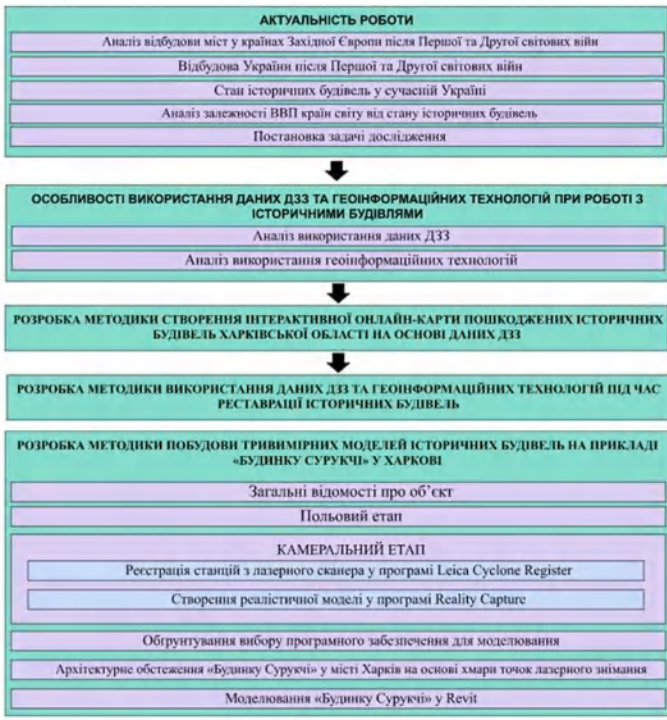 АКТУАЛЬНІСТЬ РОБОТИ
Аналіз відбудови міст у країнах Західної Європи після Першої та Другої світових війн
Відбудова України після Першої та Другої світових війн
Стан історичних будівель у сучасній Україні
Аналіз залежності ВВП країн світу від стану історичних будівель
Постановка задачі дослідження
ОСОБЛИВОСТІ ВИКОРИСТАННЯ ДАНИХ ДЗЗ ТА ГЕОІНФОРМАЦІЙНИХ ТЕХНОЛОГІЙ ПРИ РОБОТІ З
ІСТОРИЧНИМИ БУДІВЛЯМИ
Аналіз використання даних ДЗЗ
Аналіз використання геоінформаційних технологій
РОЗРОБКА МЕТОДИКИ СТВОРЕННЯ ІНТЕРАКТИВНОЇ ОНЛАЙН-КАРТИ ПОШКОДЖЕНИХ ІСТОРИЧНИХ
БУДІВЕЛЬ ХАРКІВСЬКОЇ ОБЛАСТІ НА ОСНОВІ ДАНИХ ДЗЗ
РОЗРОБКА МЕТОДИКИ ВИКОРИСТАННЯ ДАНИХ ДЗЗ ТА ГЕОІНФОРМАЦІЙНИХ ТЕХНОЛОГІЙ ПІД ЧАС
РЕСТАВРАЦІЇ ІСТОРИЧНИХ БУДІВЕЛЬ
РОЗРОБКА МЕТОДИКИ ПОБУДОВИ ТРИВИМІРНИХ МОДЕЛЕЙ ІСТОРИЧНИХ БУДІВЕЛЬ НА ПРИКЛАДІ
«БУДИНКУ СУРУКЧІ» У ХАРКОВІ
Загальні відомості про об’єкт
Польовий етап
КАМЕРАЛЬНИЙ ЕТАП
Реєстрація станцій з лазерного сканера у програмі Leica Cyclone Register
Створення реалістичної моделі у програмі Reality Capture
Обґрунтування вибору програмного забезпечення для моделювання
Архітектурне обстеження «Будинку Сурукчі» у місті Харків на основі хмари точок лазерного знімання
Моделювання «Будинку Сурукчі» у Revit